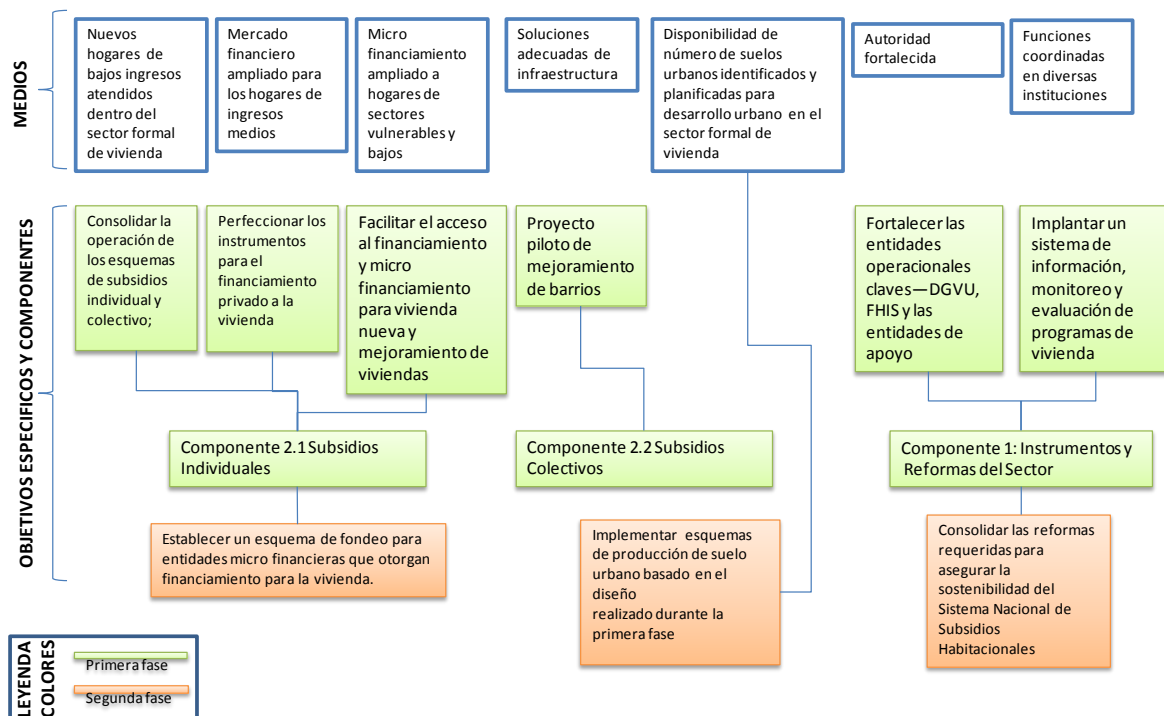 MEDIOS
Nuevos
hogares de
bajos ingresos
atendidos
dentro del
sector formal
de vivienda
Mercado
financiero
ampliado para
los hogares de
ingresos
medios
Micro
financiamiento
ampliado a
hogares de
sectores
vulnerables y
bajos
Soluciones
adecuadas de
infraestructura
Disponibilidad de
número de suelos
urbanos identificados y
planificadas para
desarrollo urbano en el
sector formal de
vivienda
Autoridad
fortalecida
Funciones
coordinadas
en diversas
instituciones
OBJETIVOS ESPECIFICOS Y COMPONENTES
Consolidar la
operación de
los esquemas
de subsidios
individual y
colectivo;
Perfeccionar los
instrumentos
para el
financiamiento
privado a la
vivienda
Facilitar el acceso
al financiamiento
y micro
financiamiento
para vivienda
nueva y
mejoramiento de
viviendas
Proyecto
piloto de
mejoramiento
de barrios
Fortalecer las
entidades
operacionales
claves—DGVU,
FHIS y las
entidades de
apoyo
Implantar un
sistema de
información,
monitoreo y
evaluación de
programas de
vivienda
Componente 2.1 Subsidios
Individuales
Componente 2.2 Subsidios
Colectivos
Componente 1: Instrumentos y
Reformas del Sector
Establecer un esquema de fondeo para
entidades micro financieras que otorgan
financiamiento para la vivienda.
Implementar esquemas
de producción de suelo
urbano basado en el
diseño
realizado durante la
primera fase
Consolidar las reformas
requeridas para
asegurar la
sostenibilidad del
Sistema Nacional de
Subsidios
Habitacionales
LEYENDA
COLORES
Primera fase
Segunda fase